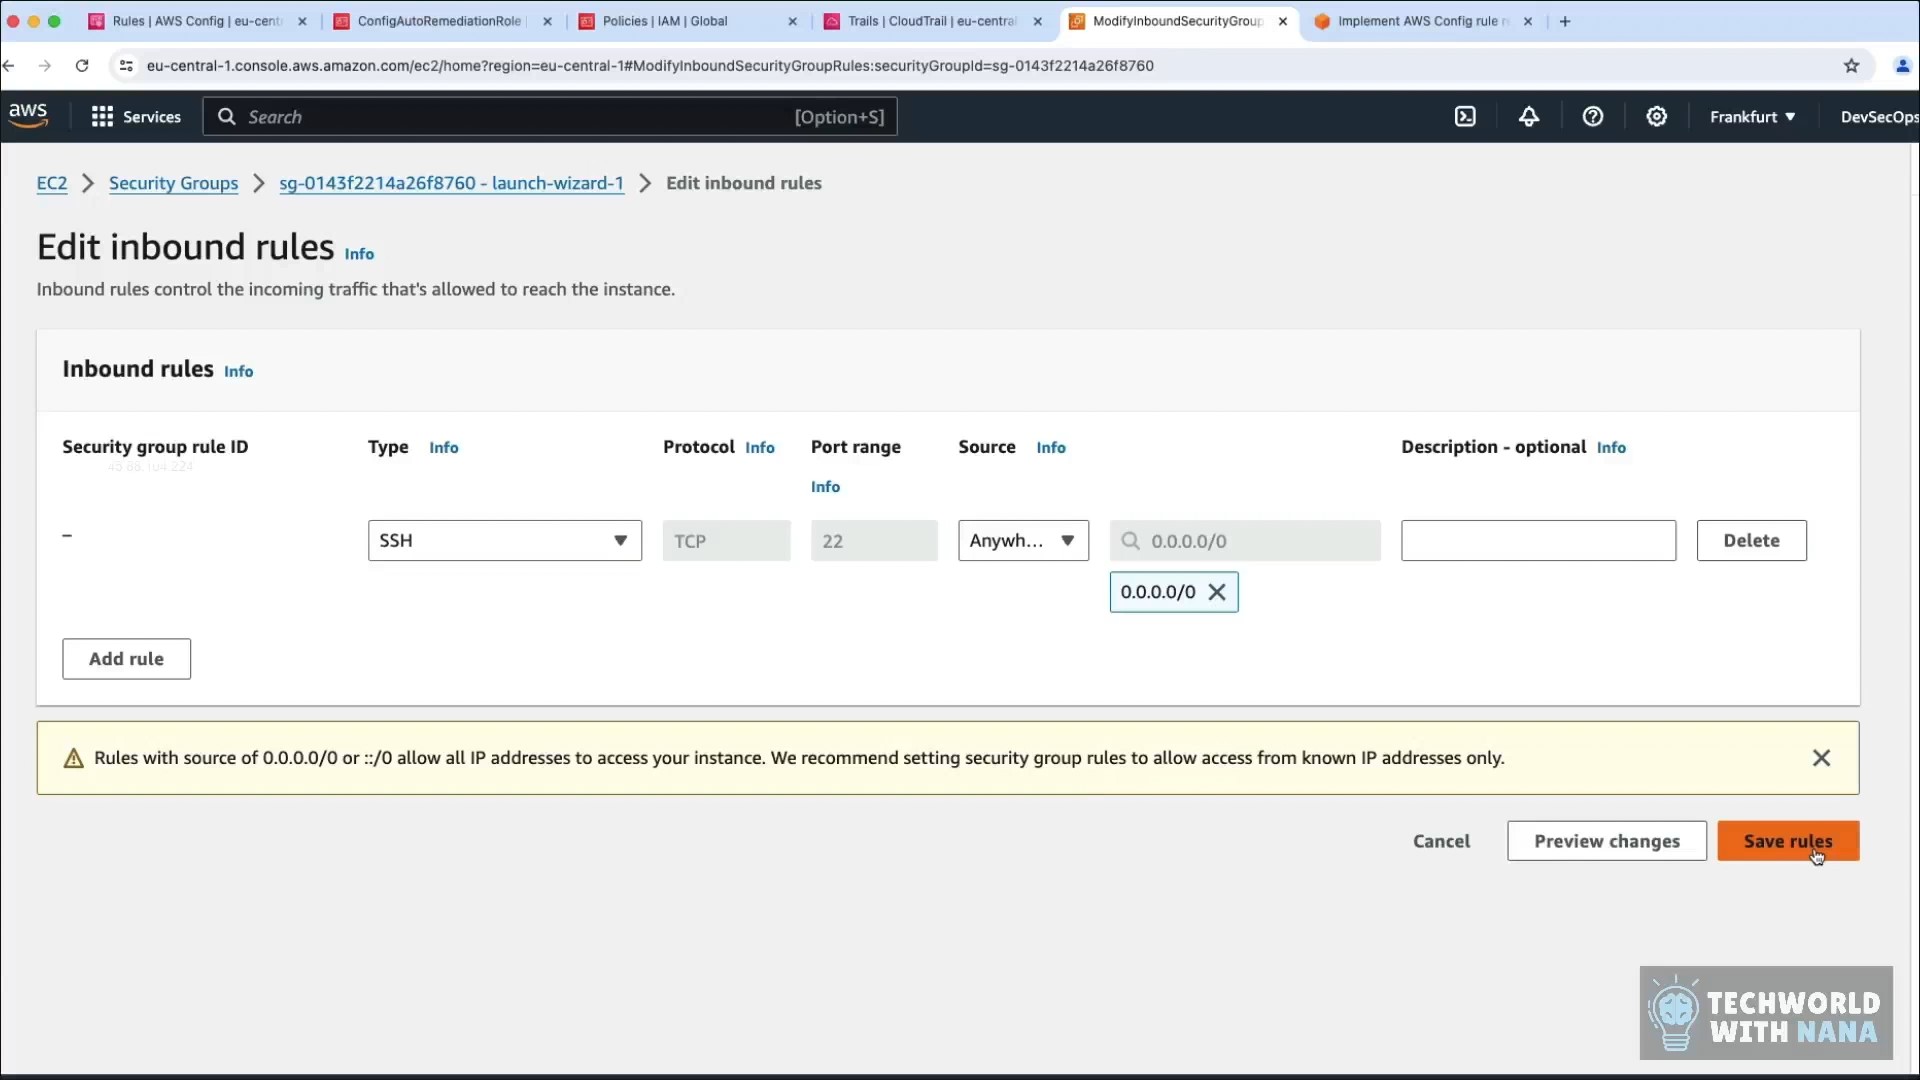 Rules | AWS Config | eu-cent
ConfigAutoRemediationRole
Policies | IAM | Global
Trails | CloudTrail | eu-central
ModifyInboundSecurityGroup
Implement AWS Config rule r
eu-central-1.console.aws.amazon.com/ec2/home?region=eu-central-1#ModifyInboundSecurityGroupRules:securityGroupId=sg-0143f2214a26f8760
aws
Services
Search
[Option+S]
Frankfurt
DevSecOps
EC2
Security Groups
sg-0143f2214a26f8760 - launch-wizard-1
Edit inbound rules
Edit inbound rules Info
Inbound rules control the incoming traffic that's allowed to reach the instance.
Inbound rules Info
Security group rule ID
Type Info
Protocol Info
Port range
Info
Source Info
Description - optional Info
–
SSH
TCP
22
Anywh...
0.0.0.0/0
Delete
0.0.0.0/0
Add rule
Rules with source of 0.0.0.0/0 or ::/0 allow all IP addresses to access your instance. We recommend setting security group rules to allow access from known IP addresses only.
Cancel
Preview changes
Save rules
TECHWORLD
WITH NANA